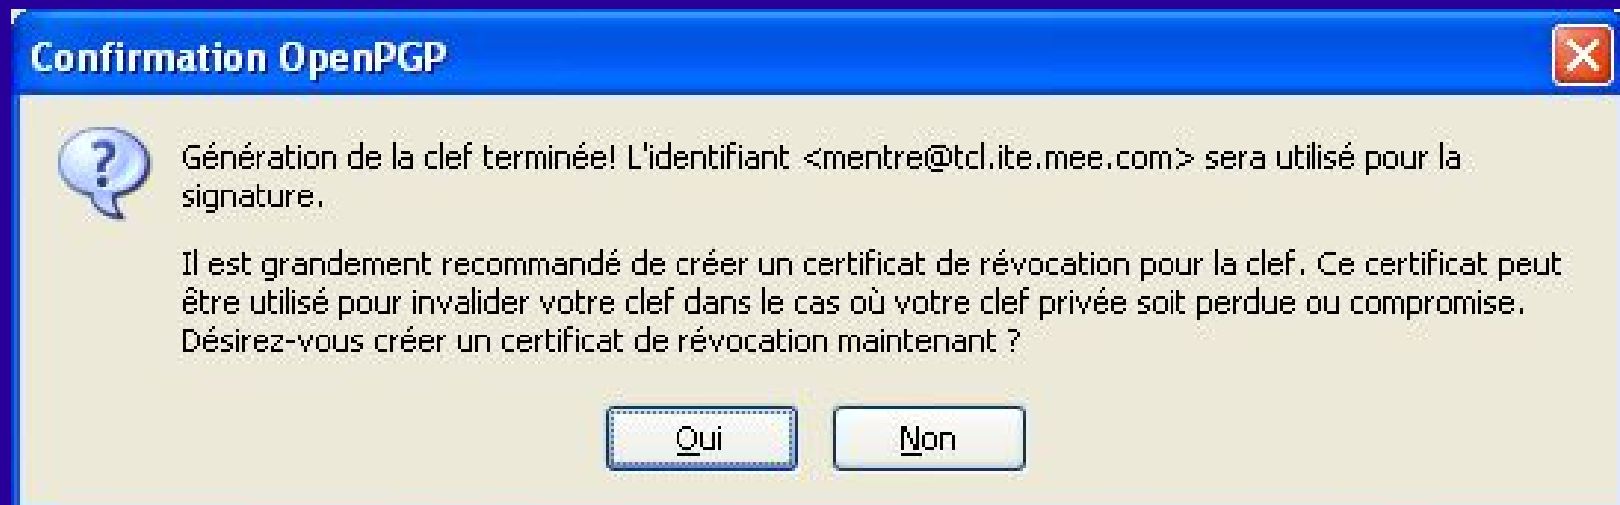 Confirmation OpenPGP
Génération de la clef terminée! L'identifiant <mentre@tcl.ite.mee.com> sera utilisé pour la
signature.
Il est grandement recommandé de créer un certificat de révocation pour la clef. Ce certificat peut
être utilisé pour invalider votre clef dans le cas où votre clef privée soit perdue ou compromise.
Désirez-vous créer un certificat de révocation maintenant ?
Oui Non